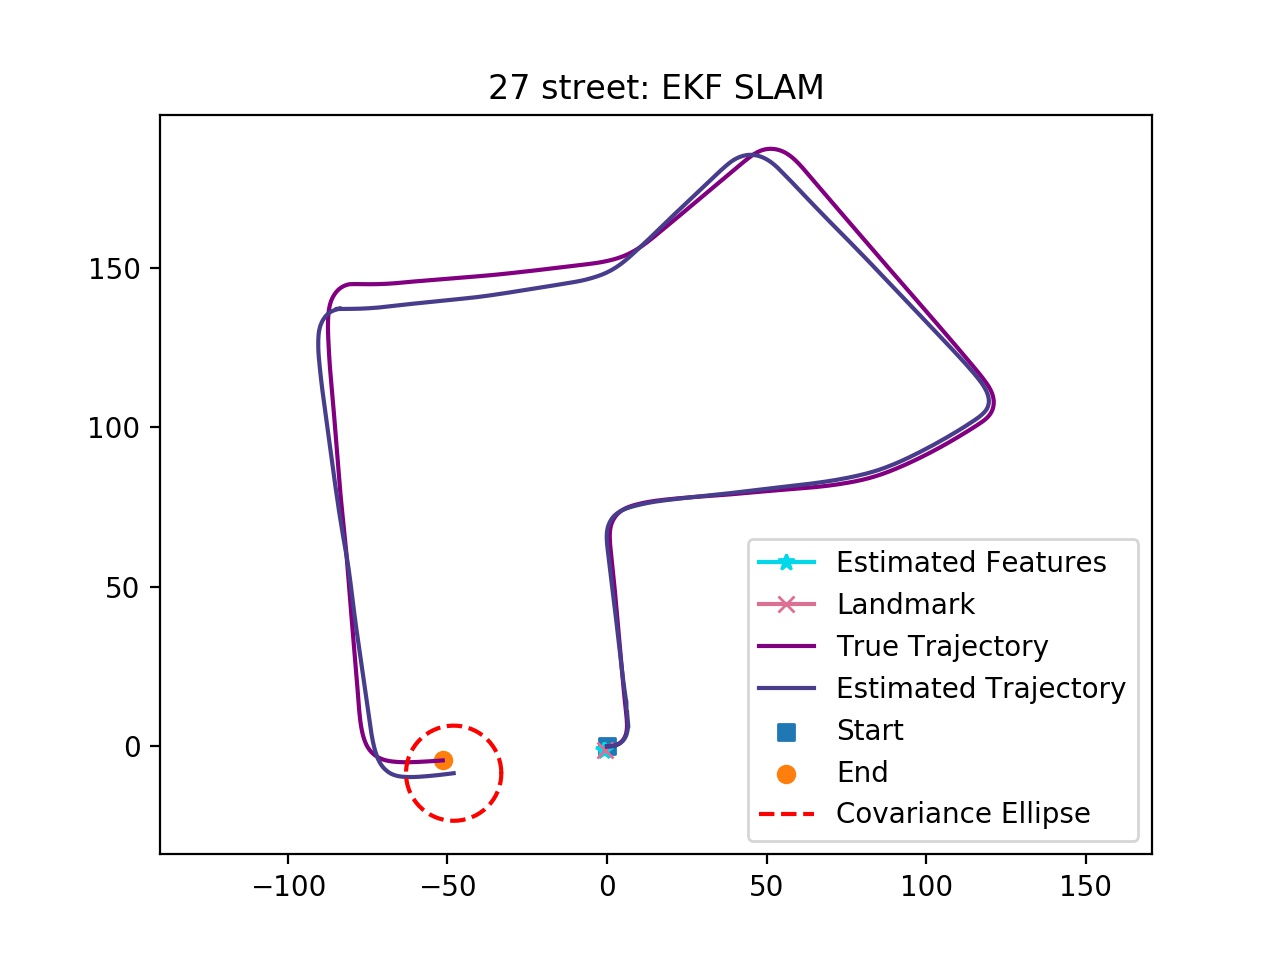 27 street: EKF SLAM
150
100
50
0
Estimated Features
Landmark
True Trajectory
Estimated Trajectory
Start
End
Covariance Ellipse
−100 −50 0 50 100 150